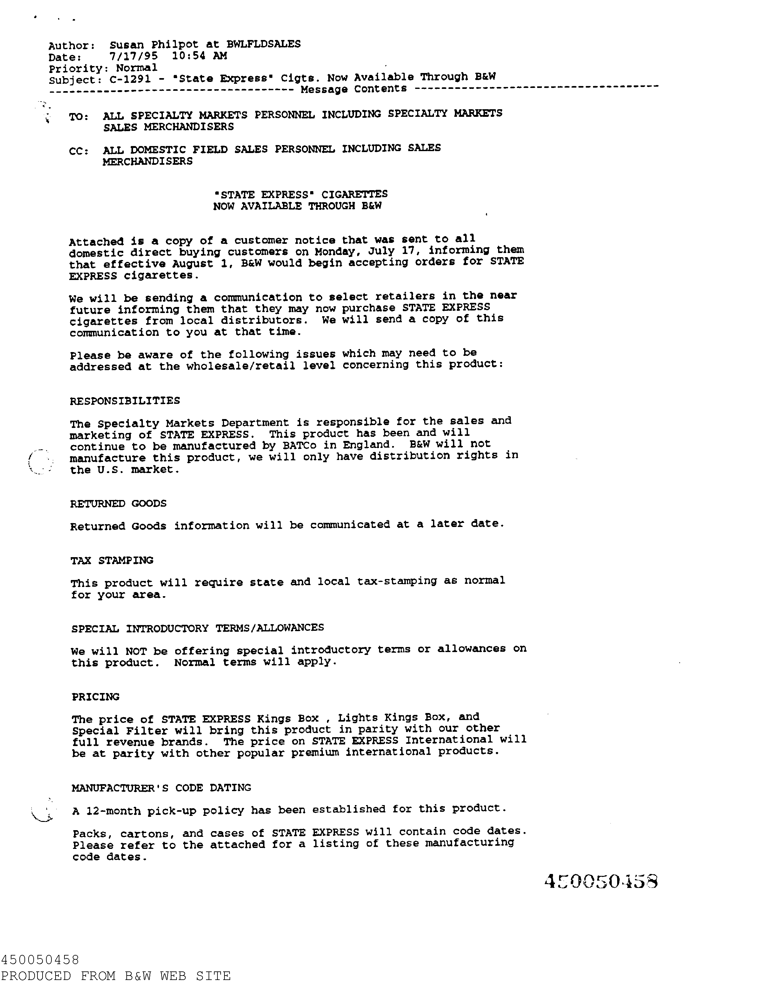 Author: Susan Philpot at BWLFLDSALES
Date: 7/17/95 10:54 AM
Priority: Normal
Subject: C-1291 - "State Express" Cigts. Now Available Through B&W
----------------------------------- Message Contents -----------------------------------
TO: ALL SPECIALTY MARKETS PERSONNEL INCLUDING SPECIALTY MARKETS
SALES MERCHANDISERS
CC: ALL DOMESTIC FIELD SALES PERSONNEL INCLUDING SALES
MERCHANDISERS
"STATE EXPRESS" CIGARETTES
NOW AVAILABLE THROUGH B&W
Attached is a copy of a customer notice that was sent to all
domestic direct buying customers on Monday, July 17, informing them
that effective August 1, B&W would begin accepting orders for STATE
EXPRESS cigarettes.
We will be sending a communication to select retailers in the near
future informing them that they may now purchase STATE EXPRESS
cigarettes from local distributors. We will send a copy of this
communication to you at that time.
Please be aware of the following issues which may need to be
addressed at the wholesale/retail level concerning this product:
RESPONSIBILITIES
The Specialty Markets Department is responsible for the sales and
marketing of STATE EXPRESS. This product has been and will
continue to be manufactured by BATCo in England. B&W will not
manufacture this product, we will only have distribution rights in
the U.S. market.
RETURNED GOODS
Returned Goods information will be communicated at a later date.
TAX STAMPING
This product will require state and local tax-stamping as normal
for your area.
SPECIAL INTRODUCTORY TERMS/ALLOWANCES
We will NOT be offering special introductory terms or allowances on
this product. Normal terms will apply.
PRICING
The price of STATE EXPRESS Kings Box , Lights Kings Box, and
Special Filter will bring this product in parity with our other
full revenue brands. The price on STATE EXPRESS International will
be at parity with other popular premium international products.
MANUFACTURER'S CODE DATING
A 12-month pick-up policy has been established for this product.
Packs, cartons, and cases of STATE EXPRESS will contain code dates.
Please refer to the attached for a listing of these manufacturing
code dates.
450050458
450050458
PRODUCED FROM B&W WEB SITE